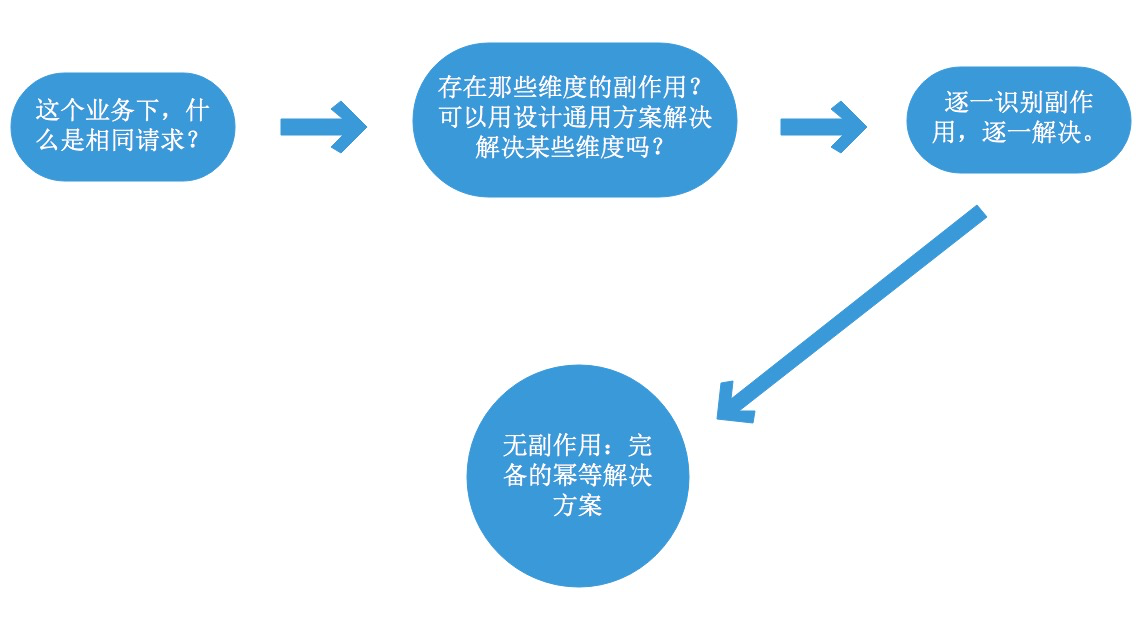 这个业务下，什
么是相同请求？
存在那些维度的副作用？
可以用设计通用方案解决
解决某些维度吗？
逐一识别副作
用，逐一解决。
无副作用：完
备的幂等解决
方案